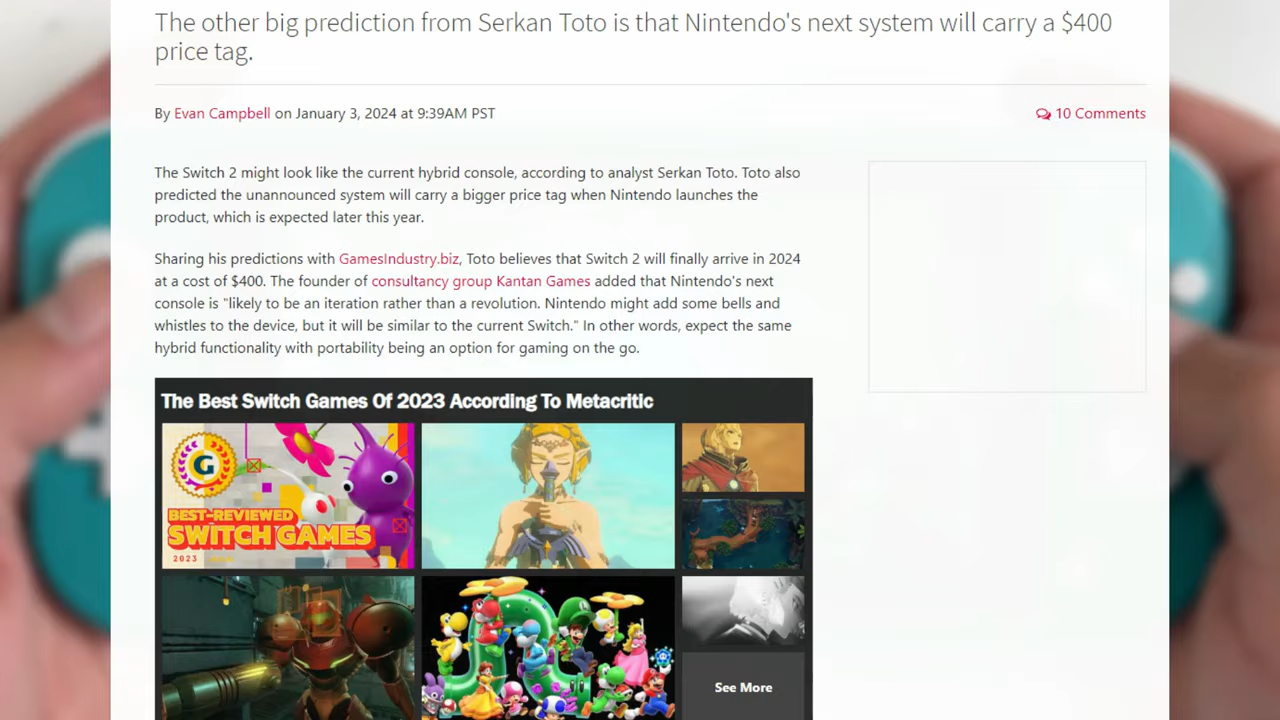 The other big prediction from Serkan Toto is that Nintendo's next system will carry a $400
price tag.
By Evan Campbell on January 3, 2024 at 9:39AM PST
10 Comments
The Switch 2 might look like the current hybrid console, according to analyst Serkan Toto. Toto also
predicted the unannounced system will carry a bigger price tag when Nintendo launches the
product, which is expected later this year.
Sharing his predictions with GamesIndustry.biz, Toto believes that Switch 2 will finally arrive in 2024
at a cost of $400. The founder of consultancy group Kantan Games added that Nintendo's next
console is "likely to be an iteration rather than a revolution. Nintendo might add some bells and
whistles to the device, but it will be similar to the current Switch." In other words, expect the same
hybrid functionality with portability being an option for gaming on the go.
The Best Switch Games Of 2023 According To Metacritic
G
BEST-REVIEWED
SWITCH GAMES
2023
See More